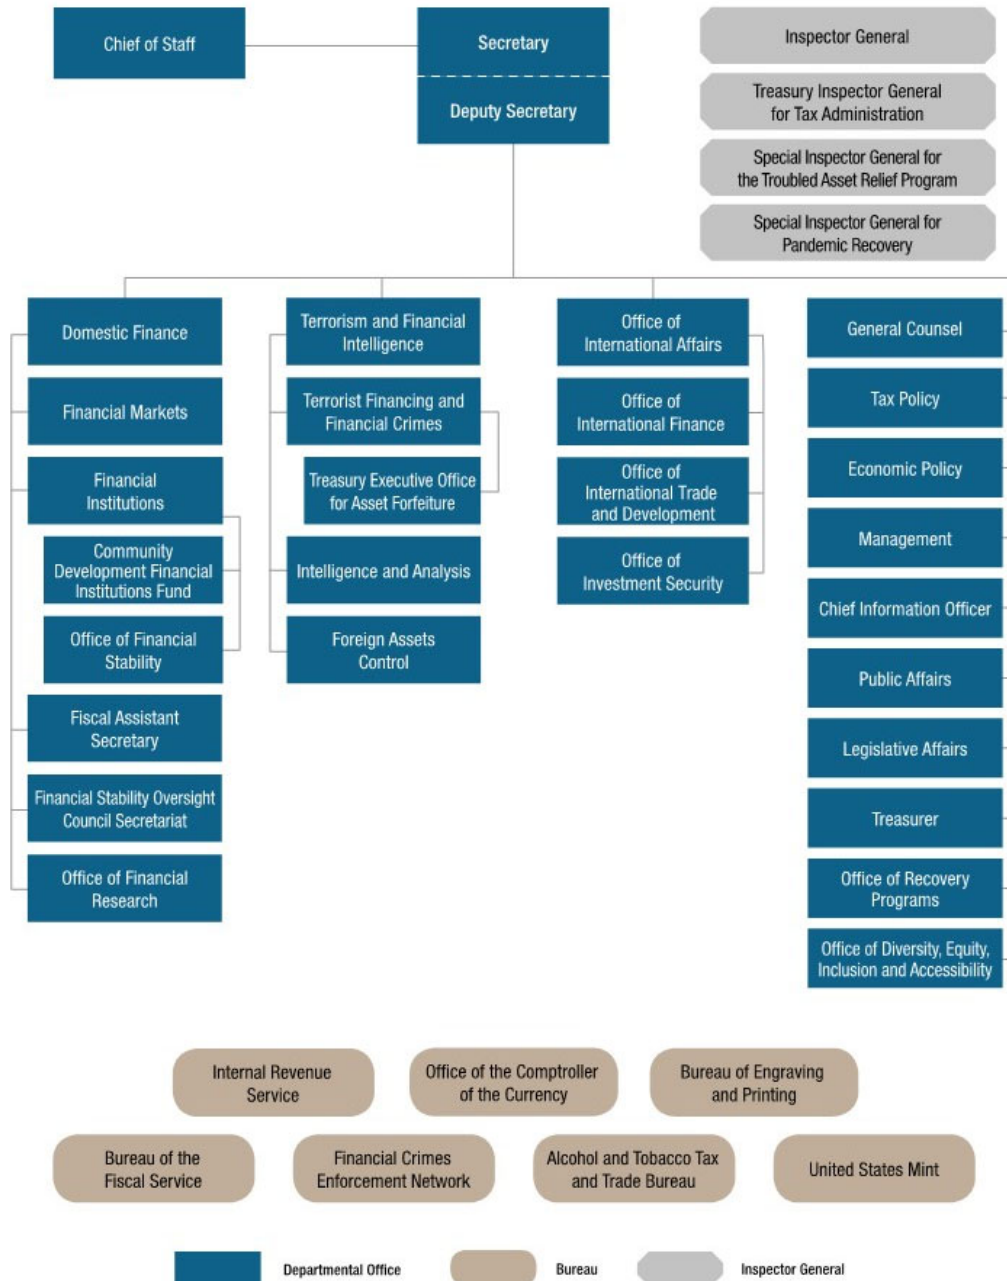 Chief of Staff
Secretary
Deputy Secretary
Inspector General
Treasury Inspector General
for Tax Administration
Special Inspector General for
the Troubled Asset Relief Program
Special Inspector General for
Pandemic Recovery
Domestic Finance
Financial Markets
Financial
Institutions
Community
Development Financial
Institutions Fund
Office of Financial
Stability
Fiscal Assistant
Secretary
Financial Stability Oversight
Council Secretariat
Office of Financial
Research
Terrorism and Financial
Intelligence
Terrorist Financing and
Financial Crimes
Treasury Executive Office
for Asset Forfeiture
Intelligence and Analysis
Foreign Assets
Control
Office of
International Affairs
Office of
International Finance
Office of
International Trade
and Development
Office of
Investment Security
General Counsel
Tax Policy
Economic Policy
Management
Chief Information Officer
Public Affairs
Legislative Affairs
Treasurer
Office of Recovery
Programs
Office of Diversity, Equity,
Inclusion and Accessibility
Internal Revenue
Service
Office of the Comptroller
of the Currency
Bureau of Engraving
and Printing
Bureau of the
Fiscal Service
Financial Crimes
Enforcement Network
Alcohol and Tobacco Tax
and Trade Bureau
United States Mint
Departmental Office
Bureau
Inspector General